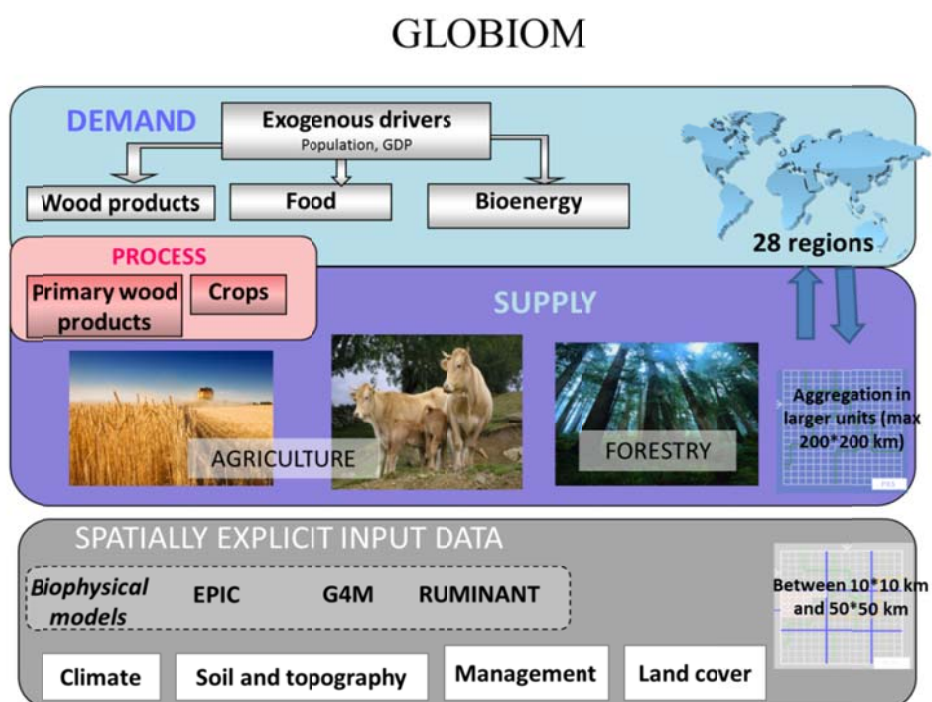 GLOBIOM
DEMAND
Exogenous drivers
Population, GDP
Wood products
Food
Bioenergy
28 regions
PROCESS
Primary wood
products
Crops
SUPPLY
AGRICULTURE
FORESTRY
Aggregation in
larger units (max
200*200 km)
SPATIALLY EXPLICIT INPUT DATA
Biophysical
models
EPIC
G4M
RUMINANT
Between 10*10 km
and 50*50 km
Climate
Soil and topography
Management
Land cover